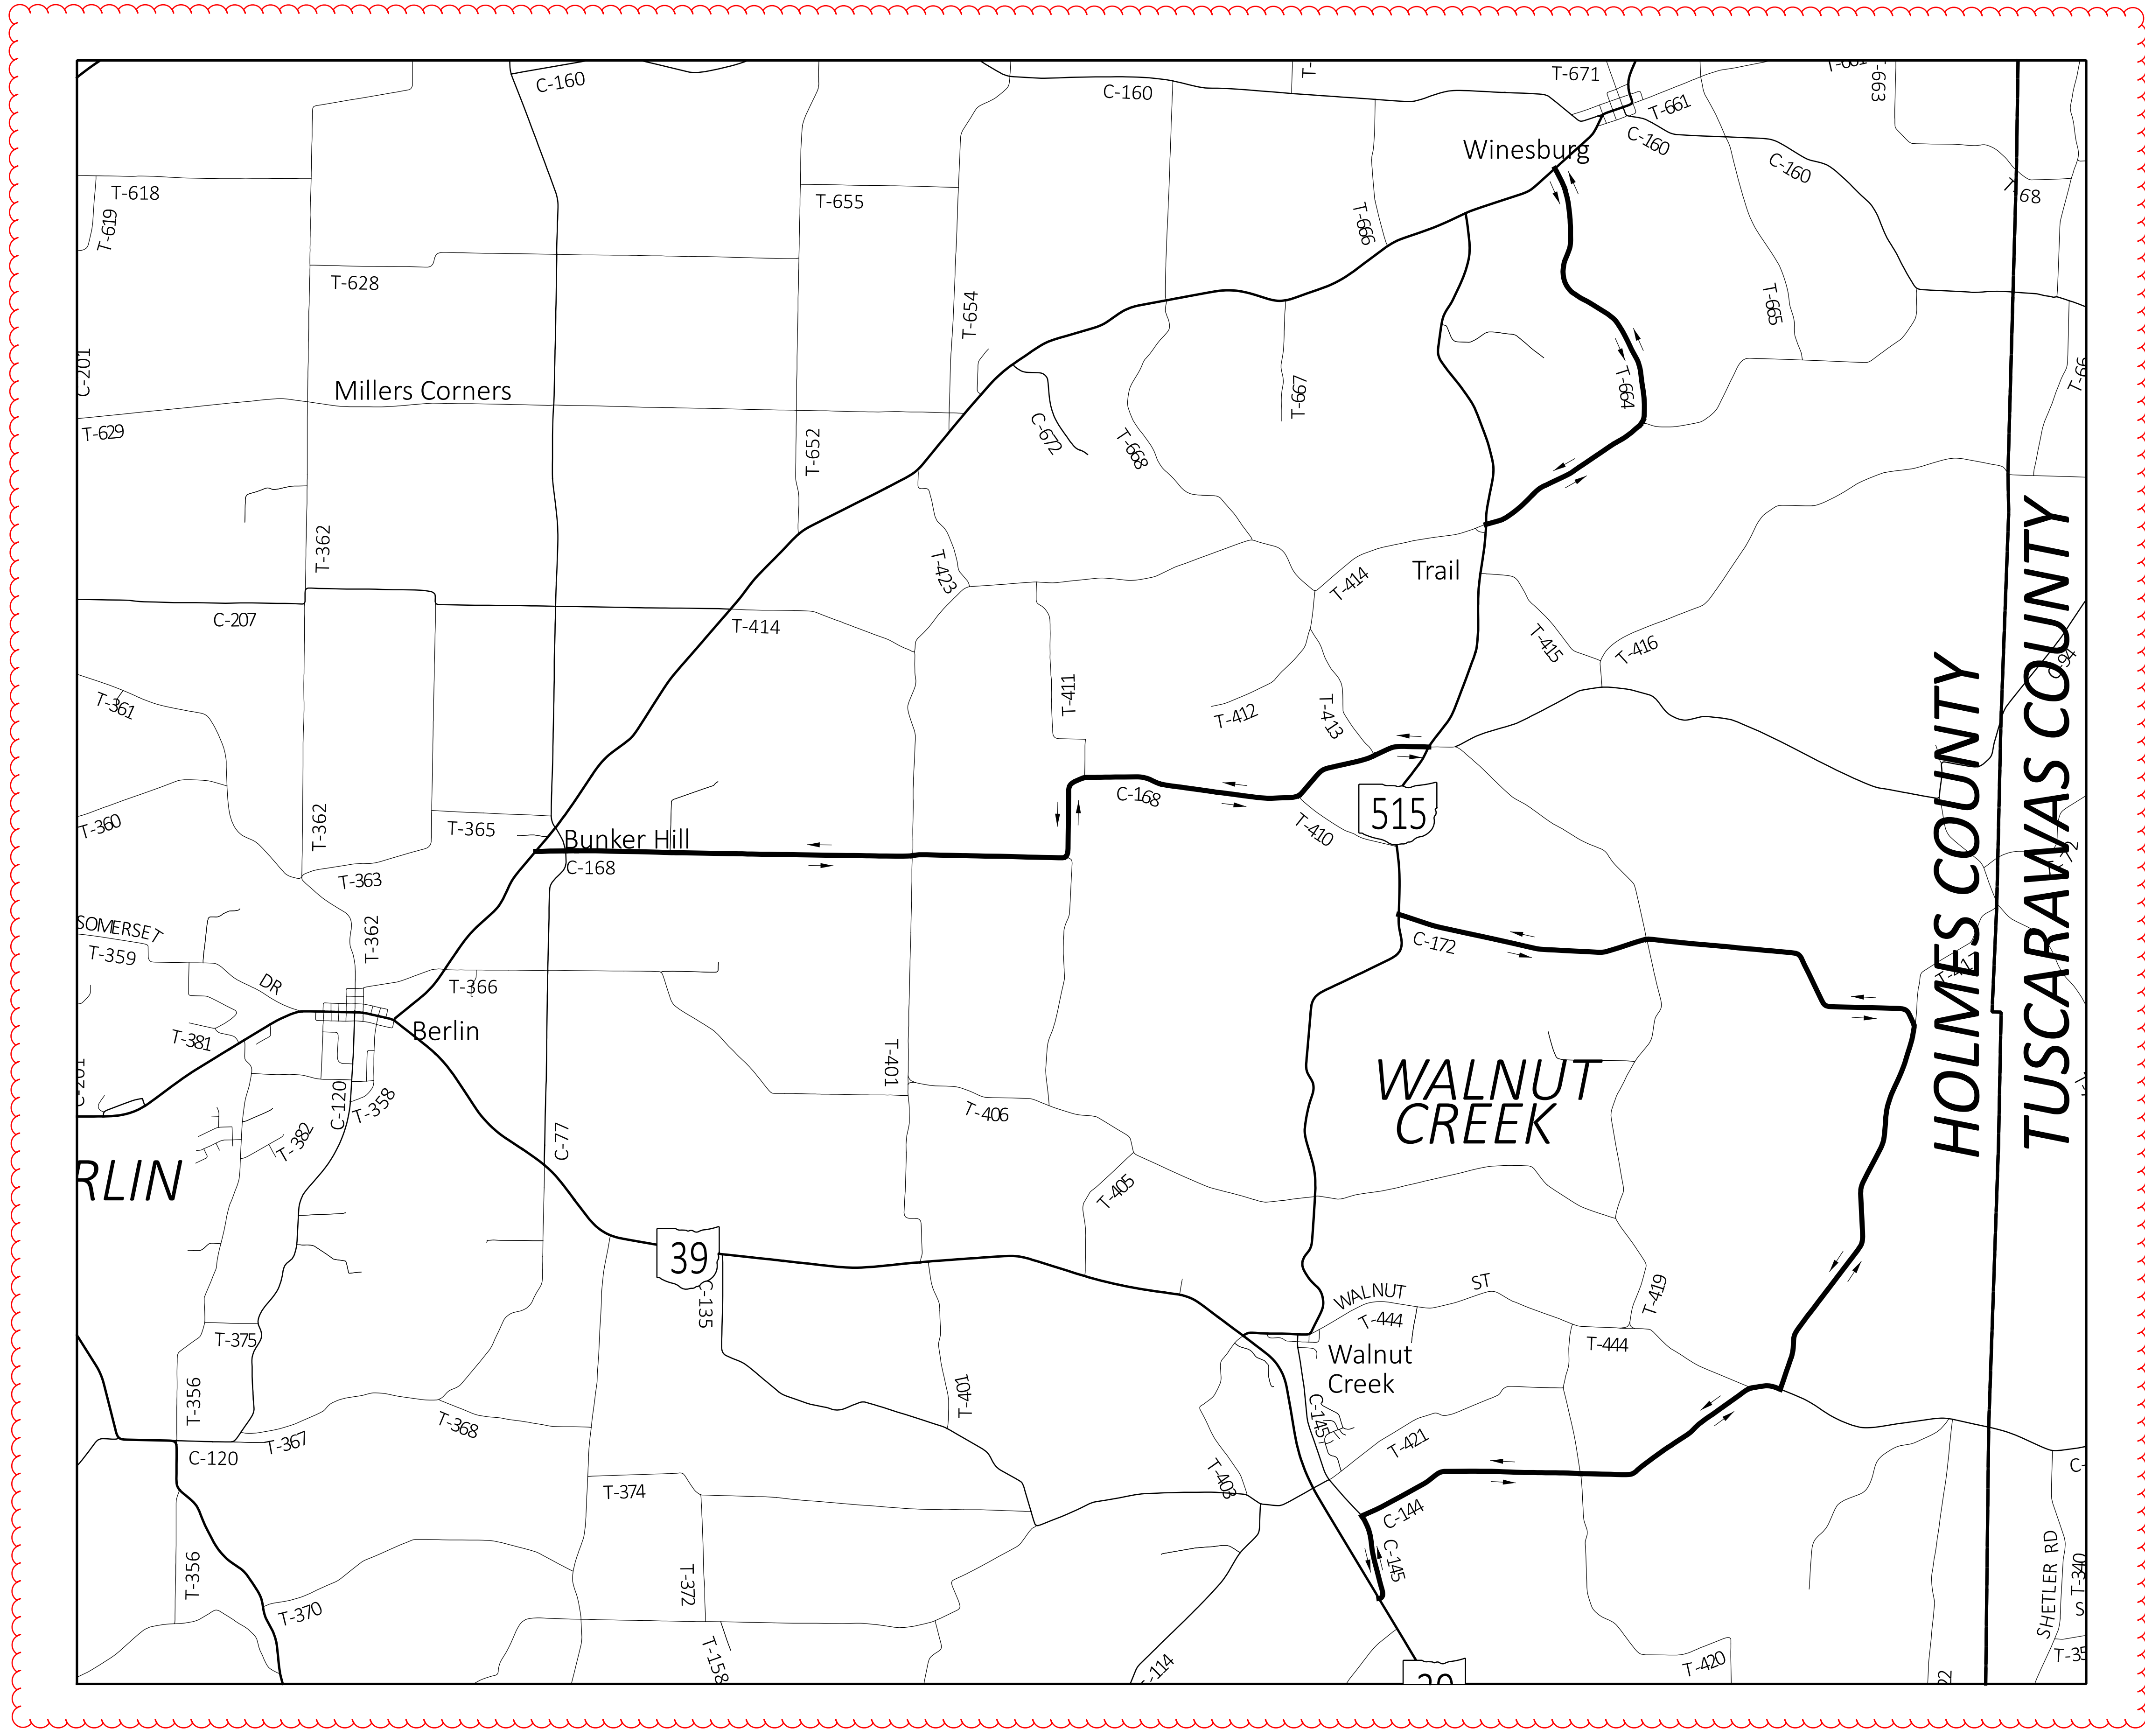 C-160
C-160
T-671
T-661
T-663
C-160
Winesburg
C-160
T-618
T-655
T-68
T-619
T-666
T-628
T-654
T-665
C-201
Millers Corners
T-667
T-664
T-629
C-672
T-668
T-652
T-362
T-423
Trail
T-414
C-207
T-414
T-415
T-416
T-361
T-411
T-412
T-413
HOLMES COUNTY
TUSCARAWAS COUNTY
C-168
515
T-360
T-362
T-365
Bunker Hill
C-168
T-410
T-363
SOMERSET
DR
T-359
T-362
C-172
T-366
Berlin
T-381
T-401
WALNUT
CREEK
C-120
T-358
T-382
T-406
C-77
RLIN
T-405
39
C-135
WALNUT
ST
T-444
T-419
T-444
T-375
Walnut
Creek
T-356
T-401
C-145
T-368
T-367
C-120
T-421
T-403
T-374
C-144
C-145
T-356
T-372
T-370
T-158
SHETLER RD
T-340
T-420